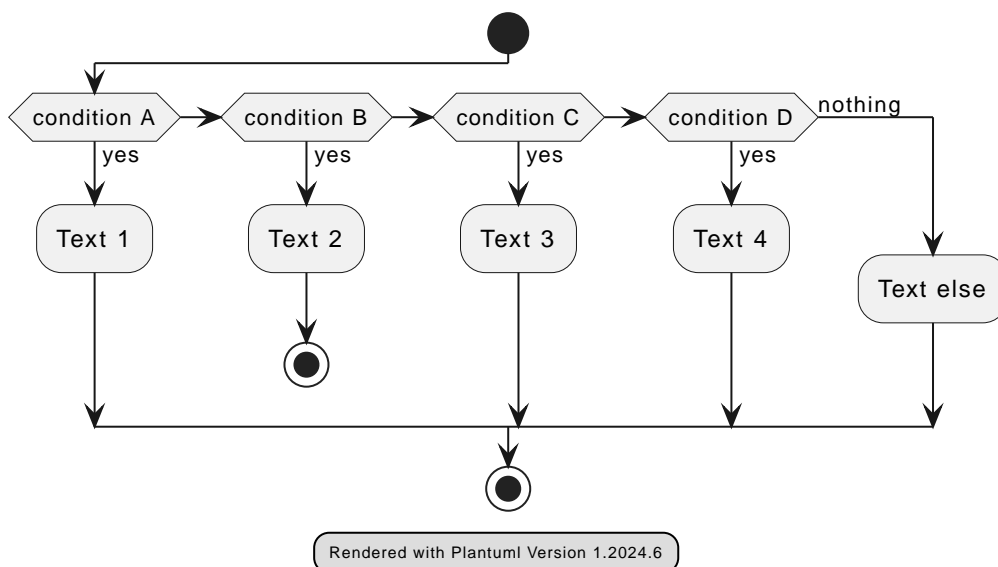 condition A
condition B
condition C
condition D
nothing
yes
yes
yes
yes
Text 1
Text 2
Text 3
Text 4
Text else
Rendered with Plantuml Version 1.2024.6